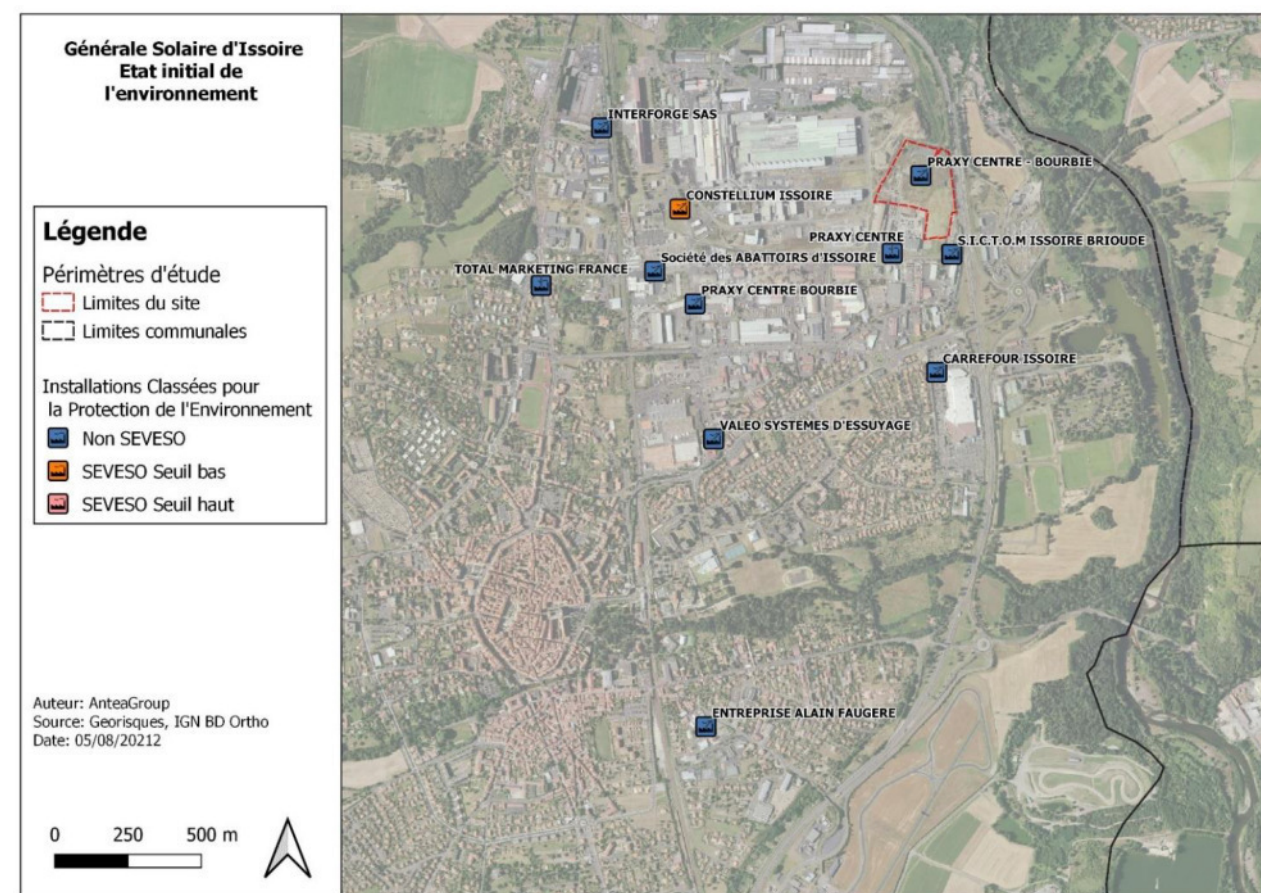 Générale Solaire d'Issoire
Etat initial de
l'environnement
Légende
Périmètres d'étude
Limites du site
Limites communales
Installations Classées pour
la Protection de l'Environnement
Non SEVESO
SEVESO Seuil bas
SEVESO Seuil haut
Auteur: AnteaGroup
Source: Georisques, IGN BD Ortho
Date: 05/08/20212
0 250 500 m
INTERFORGE SAS
PRAXY CENTRE - BOURBIE
CONSTELLIUM ISSOIRE
PRAXY CENTRE
S.I.C.T.O.M ISSOIRE BRIOUDE
Société des ABATTOIRS D'ISSOIRE
TOTAL MARKETING FRANCE
PRAXY CENTRE BOURBIE
CARREFOUR ISSOIRE
VALEO SYSTEMES D'ESSUYAGE
ENTREPRISE ALAIN FAUGERE